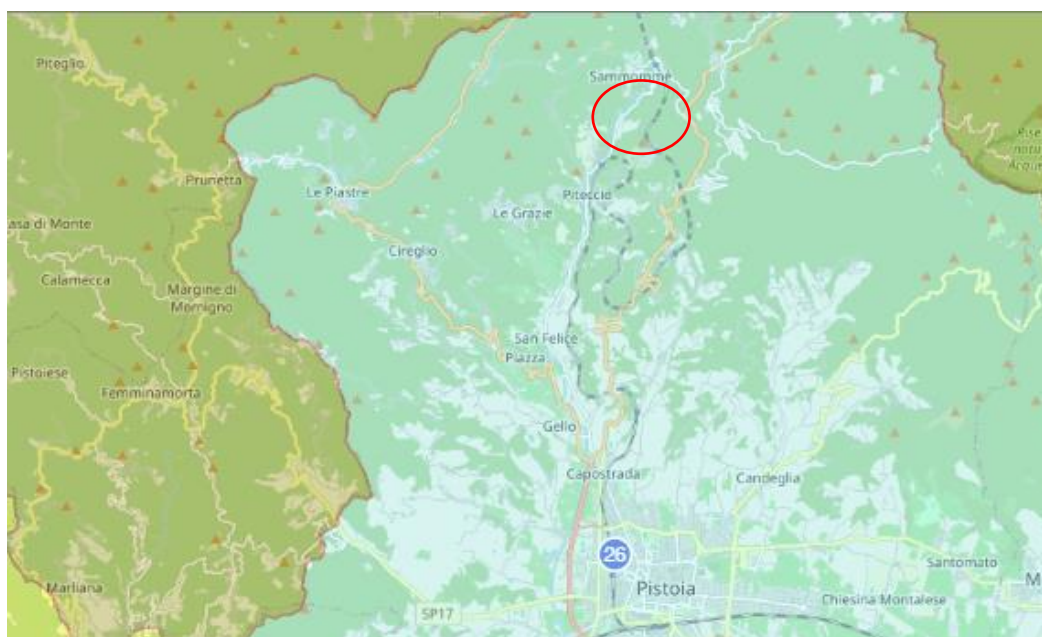 Piteglio
Sammommè
Prunetta
Le Piastre
Piteccio
Le Grazie
asa di Monte
Cireglio
Calamecca
Margine di
Momigno
San Felice
Piazza
Pistoiese
Femminamorta
Gello
Capostrada
Candeglia
26
Santomato
Marliana
Pistoia
M
Chiesina Montalese
SP17